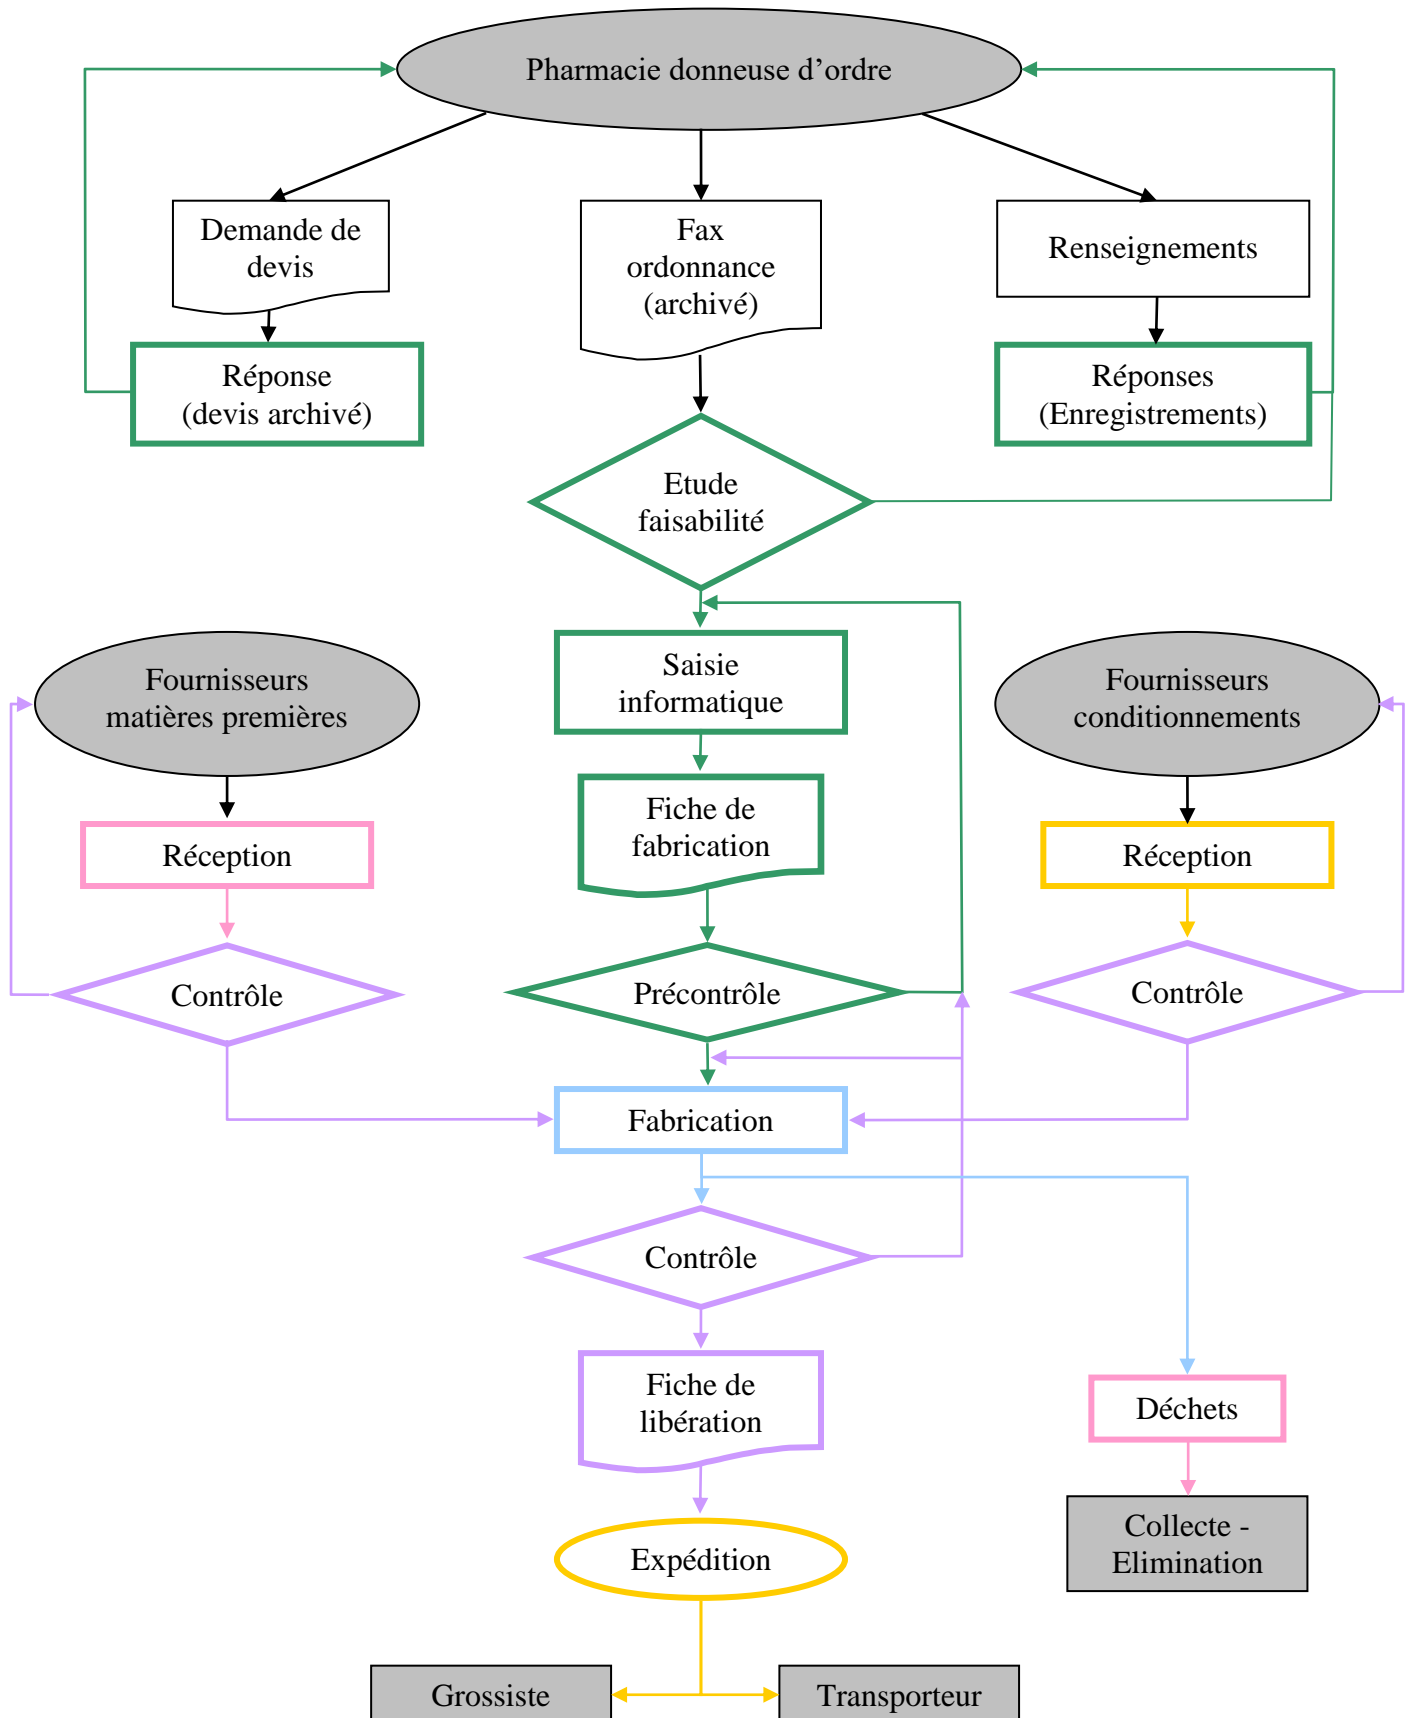 Pharmacie donneuse d’ordre
Demande de
devis
Fax
ordonnance
(archivé)
Renseignements
Réponse
(devis archivé)
Réponses
(Enregistrements)
Etude
faisabilité
Fournisseurs
matières premières
Saisie
informatique
Fournisseurs
conditionnements
Réception
Fiche de
fabrication
Réception
Contrôle
Précontrôle
Contrôle
Fabrication
Contrôle
Fiche de
libération
Déchets
Expédition
Collecte -
Elimination
Grossiste
Transporteur